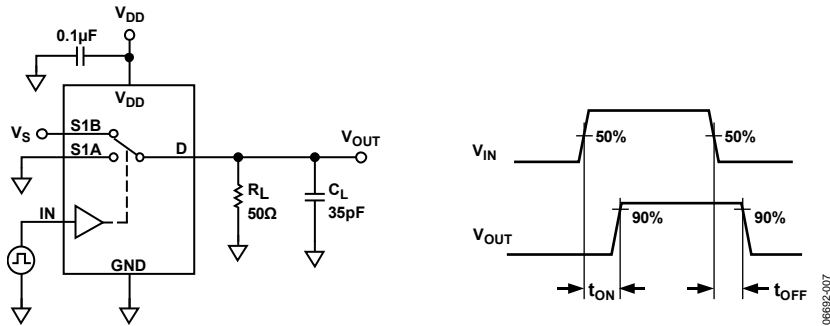 VDD
0.1µF
VDD
VS
S1B
S1A
D
VOUT
IN
RL
50Ω
CL
35pF
GND
VIN
50%
50%
VOUT
90%
90%
tON
tOFF
06692-007